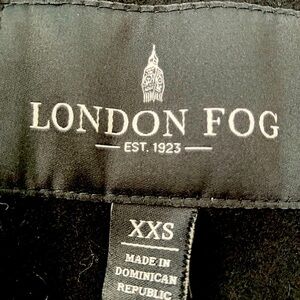 LONDON FOG
EST. 1923
XXS
MADE IN
DOMINICAN
REPUBLIC